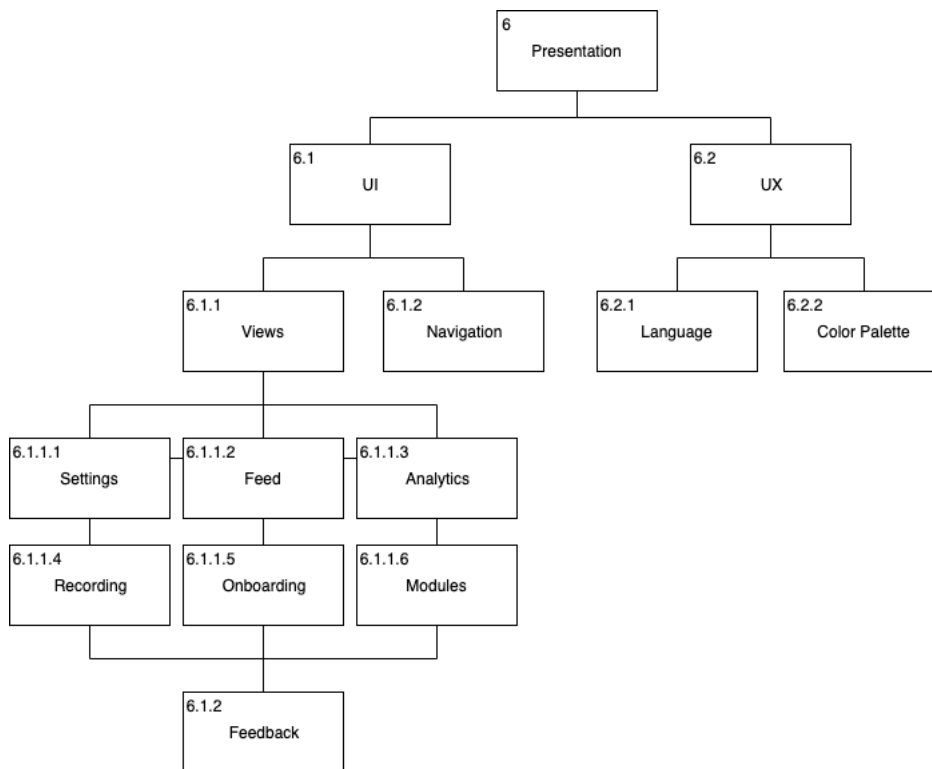 6
Presentation
6.1
UI
6.2
UX
6.1.1
Views
6.1.2
Navigation
6.2.1
Language
6.2.2
Color Palette
6.1.1.1
Settings
6.1.1.2
Feed
6.1.1.3
Analytics
6.1.1.4
Recording
6.1.1.5
Onboarding
6.1.1.6
Modules
6.1.2
Feedback